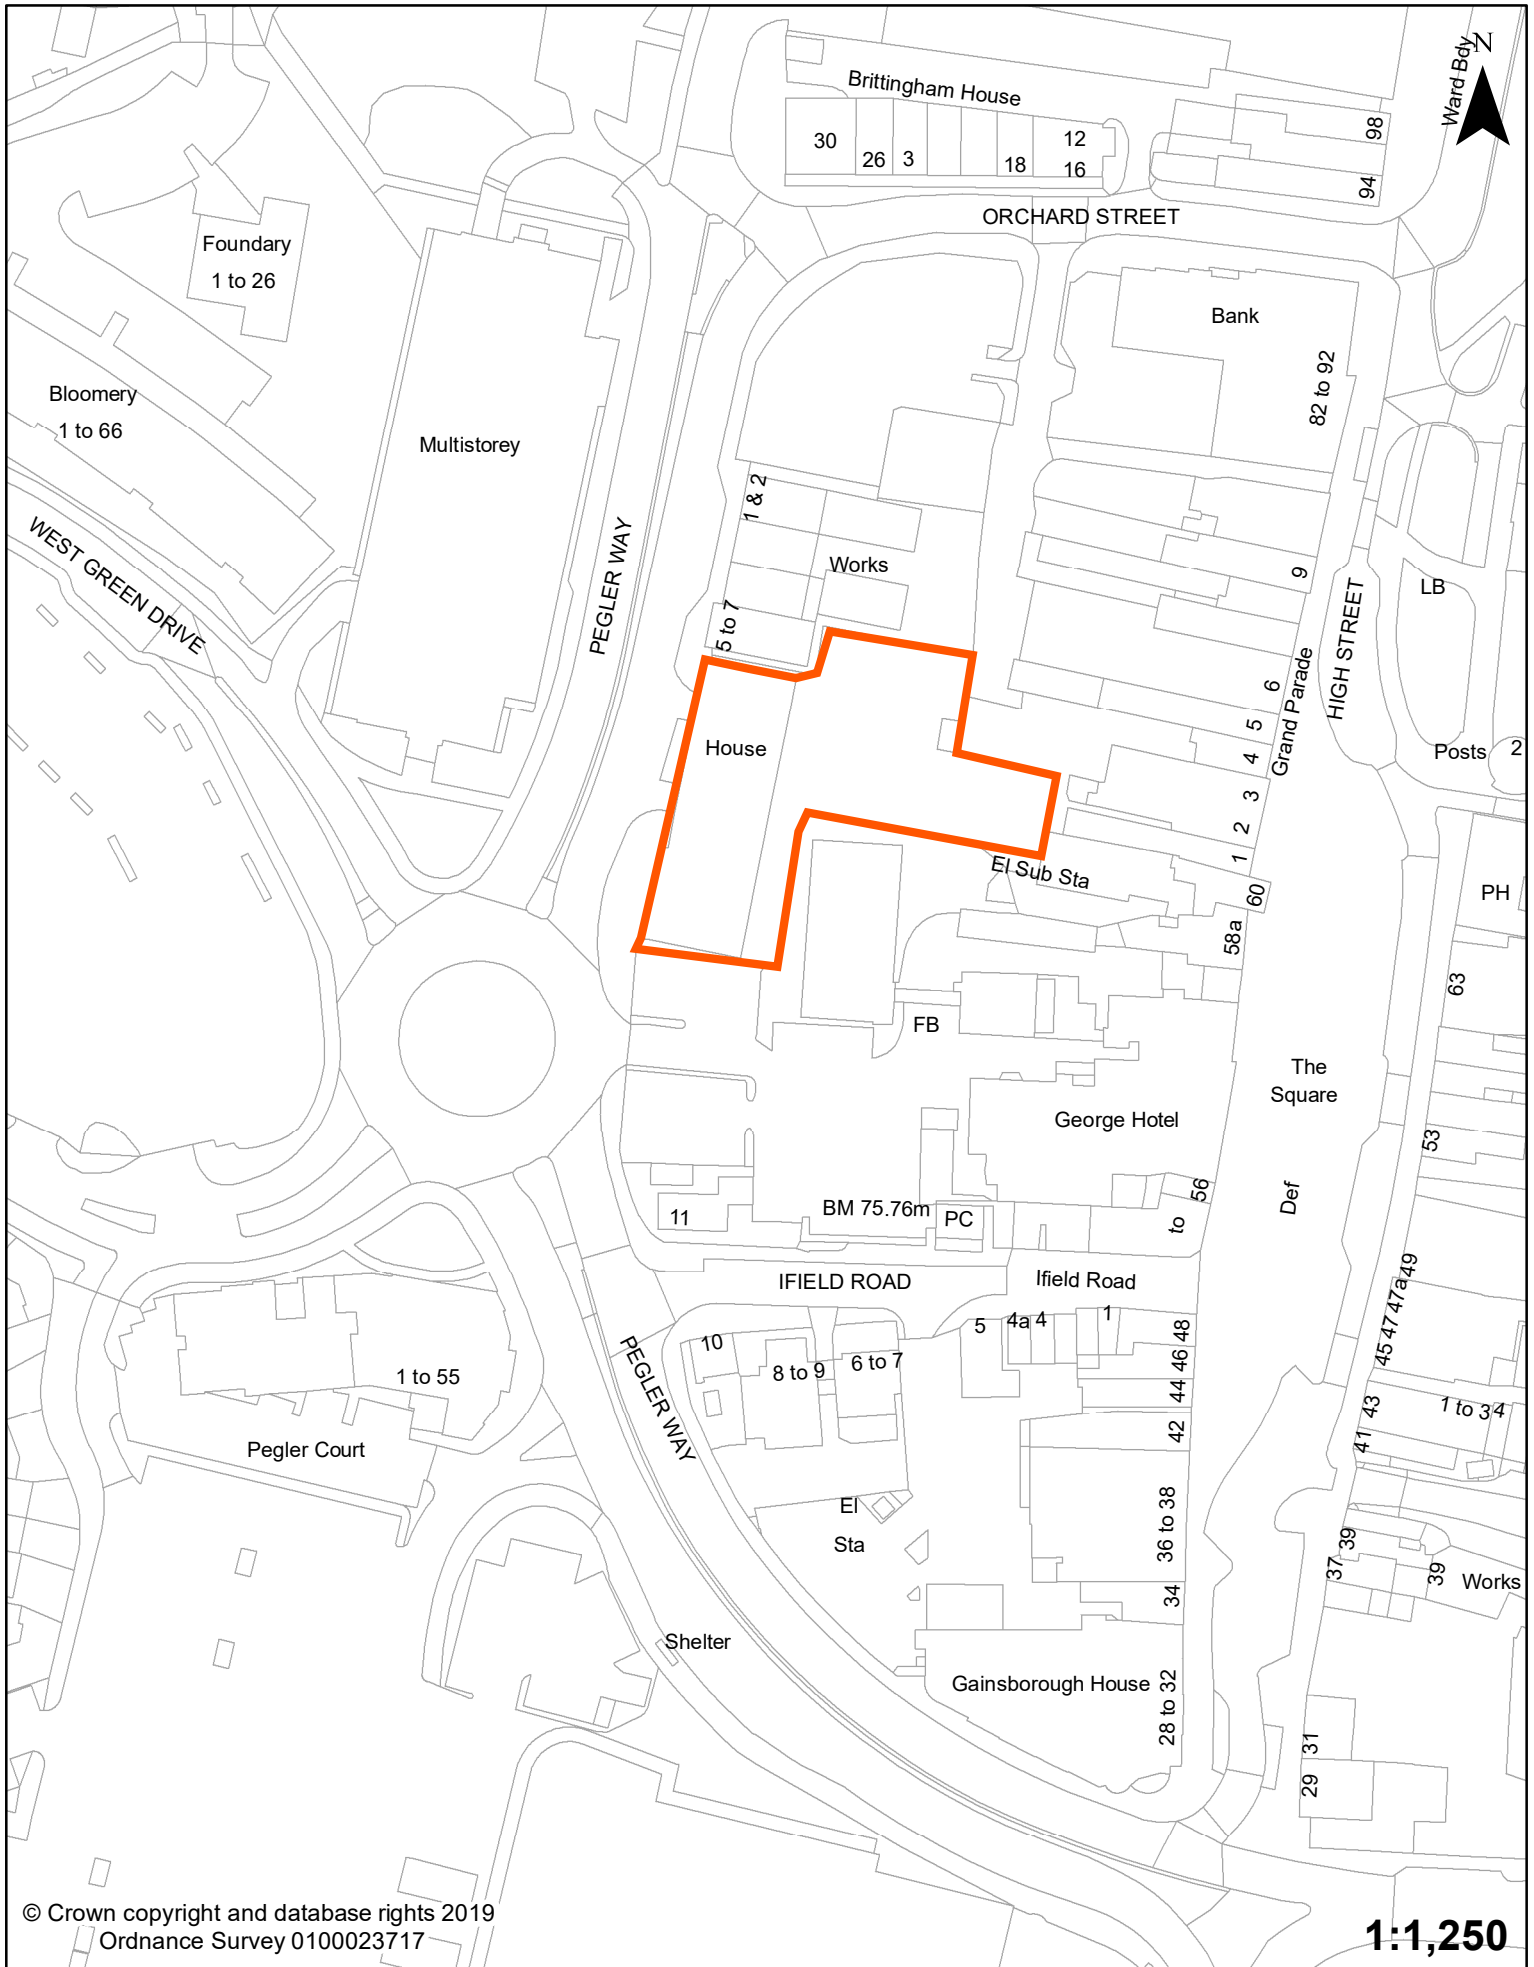 N
Ward Bdy
Brittingham House
30
26
3
18
12
16
98
94
ORCHARD STREET
Foundary
1 to 26
Bank
82 to 92
Bloomery
1 to 66
Multistorey
1 & 2
WEST GREEN DRIVE
PEGLER WAY
Works
5 to 7
9
LB
HIGH STREET
Grand Parade
6
5
4
3
2
1
House
Posts
2
El Sub Sta
60
58a
PH
63
FB
The
Square
George Hotel
53
Def
56
to
BM 75.76m
PC
11
IFIELD ROAD
Ifield Road
49
47a
47
45
5
4a
4
1
48
46
44
42
10
8 to 9
6 to 7
1 to 55
PEGLER WAY
43
41
1 to 34
Pegler Court
El
Sta
36 to 38
34
39
37
39
Works
Shelter
Gainsborough House
28 to 32
31
29
© Crown copyright and database rights 2019
Ordnance Survey 0100023717
1:1,250